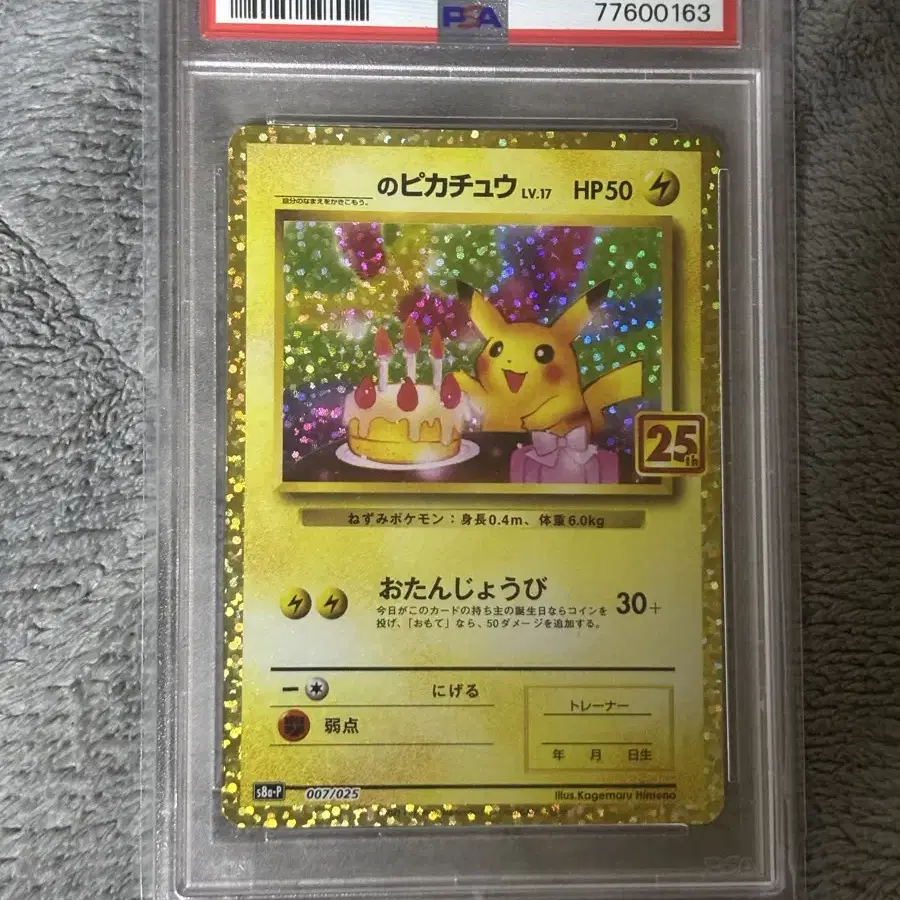 PSA
77600163
のピカチュウ LV.17 HP50
自分のなまえをかきこもう。
25th
ねずみポケモン：身長0.4m、体重6.0kg
おたんじょうび 30+
今日がこのカードの持ち主の誕生日ならコインを
投げ、「おもて」なら、50ダメージを追加する。
にげる
弱点
トレーナー
年 月 日生
s8a-P 007/025 Illus.Kagemaru Himeno